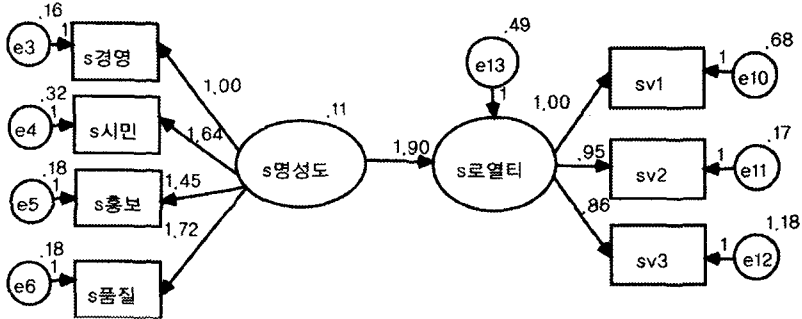 .16
e3
1
s경영
1.00
.32
e4
1
s시민
1.64
.18
e5
1
s홍보
1.45
.18
e6
1
s품질
1.72
.11
s명성도
1.90
.49
e13
1
s로열티
1.00
sv1
1
.68
e10
.95
sv2
1
.17
e11
.86
sv3
1
1.18
e12